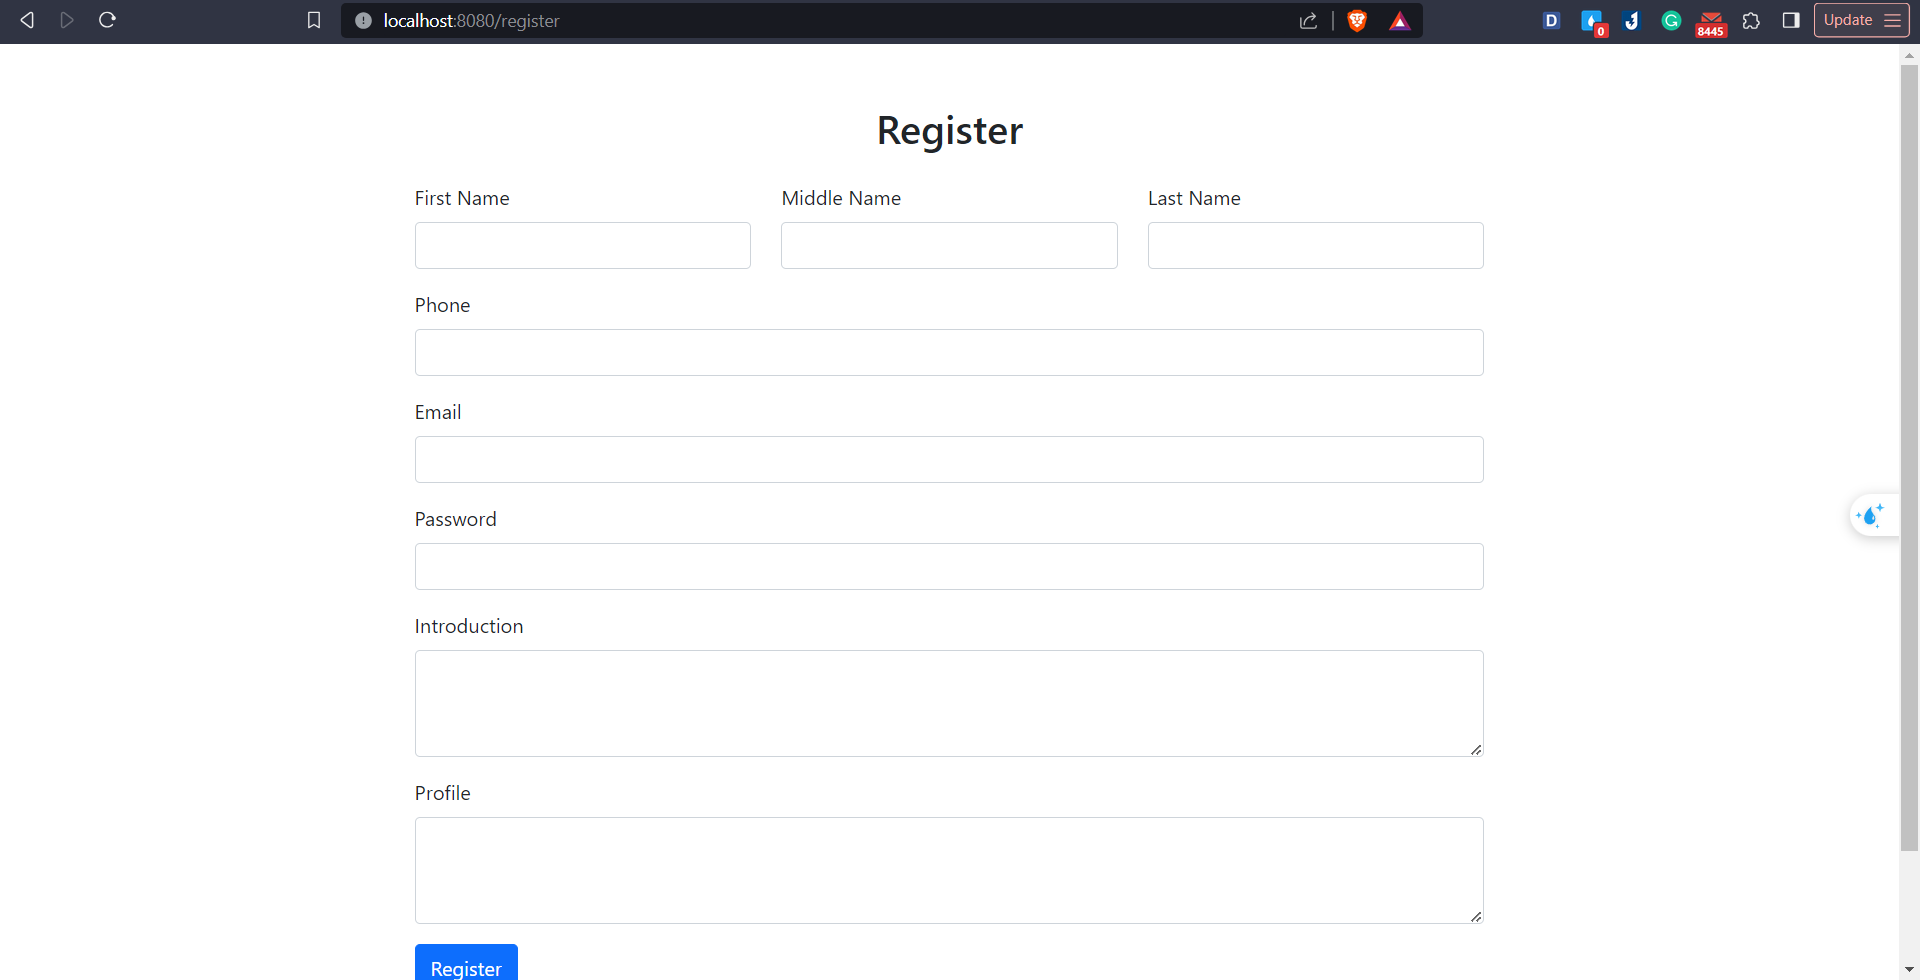 localhost:8080/register
D
0
G
8445
Update
Register
First Name Middle Name Last Name
Phone
Email
Password
Introduction
Profile
Register